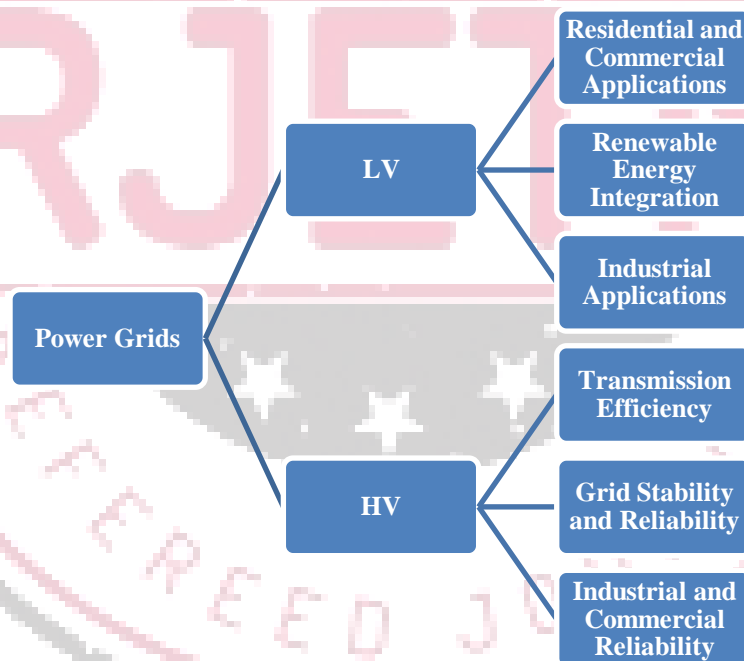 RJET
Residential and
Commercial
Applications
LV
Renewable
Energy
Integration
Industrial
Applications
Power Grids
Transmission
Efficiency
HV
Grid Stability
and Reliability
Industrial and
Commercial
Reliability